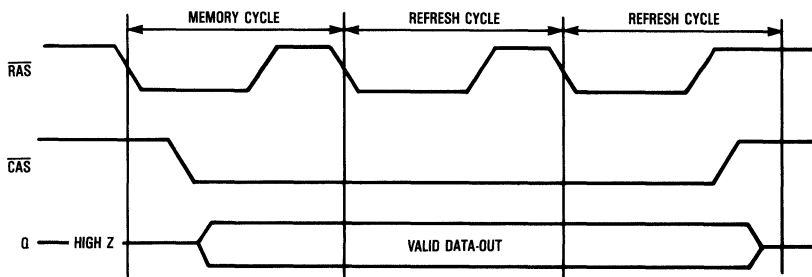 MEMORY CYCLE REFRESH CYCLE REFRESH CYCLE
RAS
CAS
Q HIGH Z VALID DATA-OUT